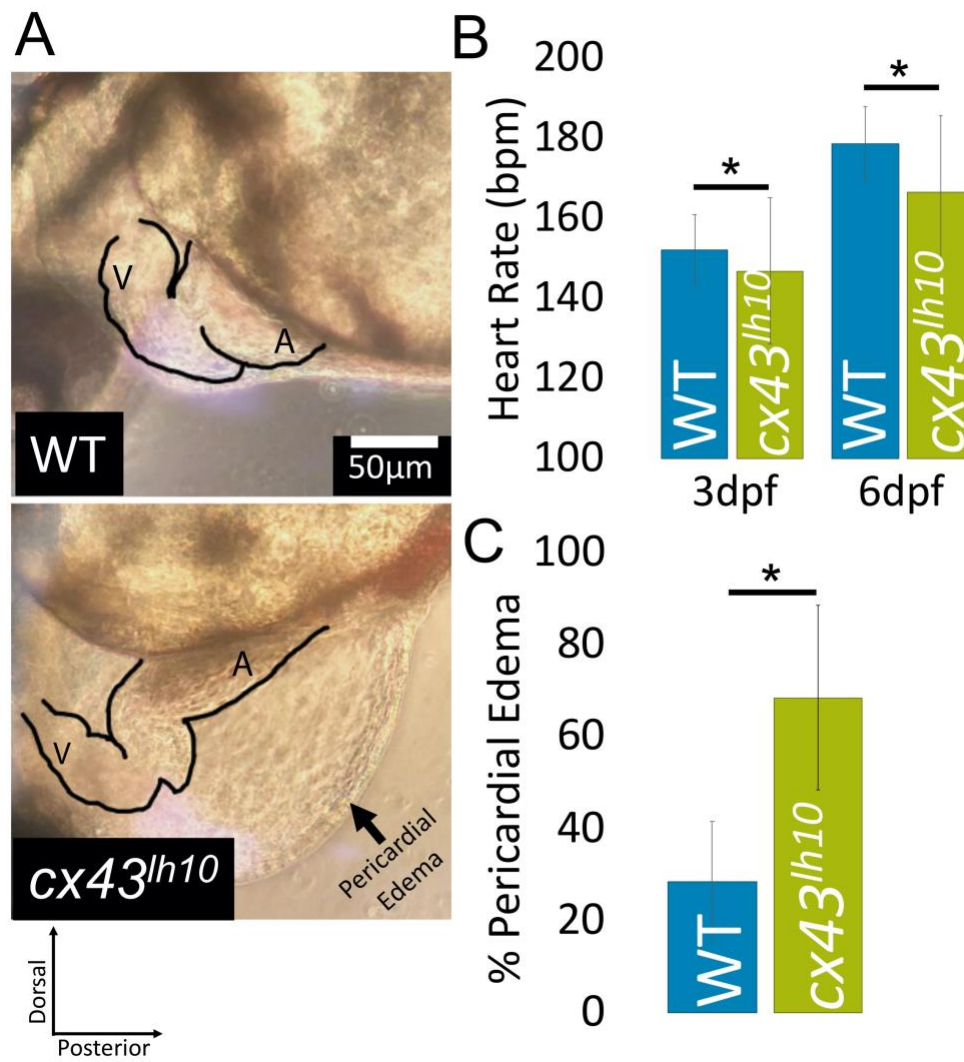 A
V
A
WT
50μm
V
A
Pericardial
Edema
cx43lh10
Dorsal
Posterior
B
Heart Rate (bpm)
200
180
160
140
120
100
*
*
WT
cx43lh10
WT
cx43lh10
3dpf
6dpf
C
% Pericardial Edema
100
80
60
40
20
0
*
WT
cx43lh10